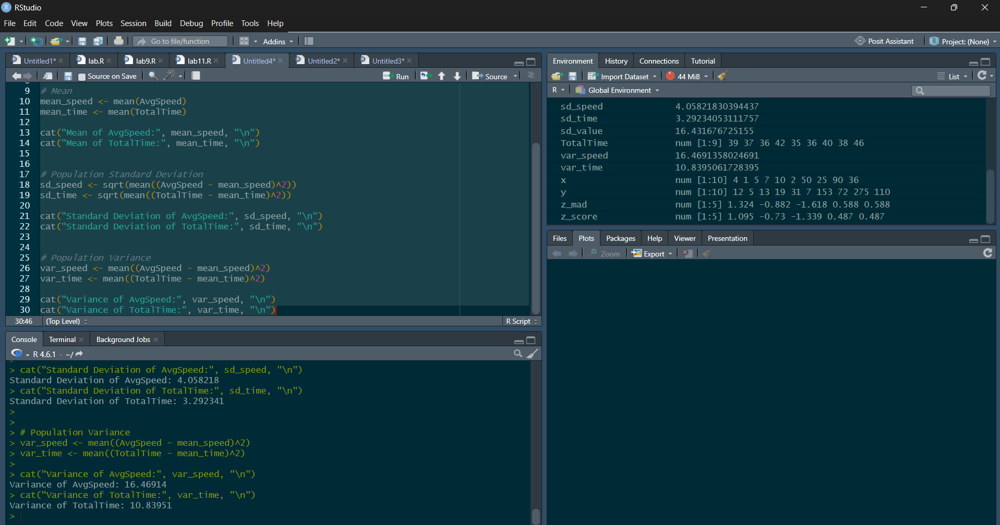 RStudio
File Edit Code View Plots Session Build Debug Profile Tools Help
Go to file/function Addins Posit Assistant Project: (None)
Untitled1* lab.R lab9.R lab11.R Untitled4* Untitled2* Untitled3*
Source on Save Run Source
9 # Mean
10 mean_speed <- mean(AvgSpeed)
11 mean_time <- mean(TotalTime)
12
13 cat("Mean of AvgSpeed:", mean_speed, "\n")
14 cat("Mean of TotalTime:", mean_time, "\n")
15
16
17 # Population Standard Deviation
18 sd_speed <- sqrt(mean((AvgSpeed - mean_speed)^2))
19 sd_time <- sqrt(mean((TotalTime - mean_time)^2))
20
21 cat("Standard Deviation of AvgSpeed:", sd_speed, "\n")
22 cat("Standard Deviation of TotalTime:", sd_time, "\n")
23
24
25 # Population Variance
26 var_speed <- mean((AvgSpeed - mean_speed)^2)
27 var_time <- mean((TotalTime - mean_time)^2)
28
29 cat("Variance of AvgSpeed:", var_speed, "\n")
30 cat("Variance of TotalTime:", var_time, "\n")
30:46 (Top Level) R Script
Console Terminal Background Jobs
R 4.6.1 · ~/
> cat("Standard Deviation of AvgSpeed:", sd_speed, "\n")
Standard Deviation of AvgSpeed: 4.058218
> cat("Standard Deviation of TotalTime:", sd_time, "\n")
Standard Deviation of TotalTime: 3.292341
>
>
> # Population Variance
> var_speed <- mean((AvgSpeed - mean_speed)^2)
> var_time <- mean((TotalTime - mean_time)^2)
>
> cat("Variance of AvgSpeed:", var_speed, "\n")
Variance of AvgSpeed: 16.46914
> cat("Variance of TotalTime:", var_time, "\n")
Variance of TotalTime: 10.83951
>
Environment History Connections Tutorial
Import Dataset 44 MiB List
R Global Environment
sd_speed 4.05821830394437
sd_time 3.29234053111757
sd_value 16.431676725155
TotalTime num [1:9] 39 37 36 42 35 36 40 38 46
var_speed 16.4691358024691
var_time 10.8395061728395
x num [1:10] 4 1 5 7 10 2 50 25 90 36
y num [1:10] 12 5 13 19 31 7 153 72 275 110
z_mad num [1:5] 1.324 -0.882 -1.618 0.588 0.588
z_score num [1:5] 1.095 -0.73 -1.339 0.487 0.487
Files Plots Packages Help Viewer Presentation
Zoom Export